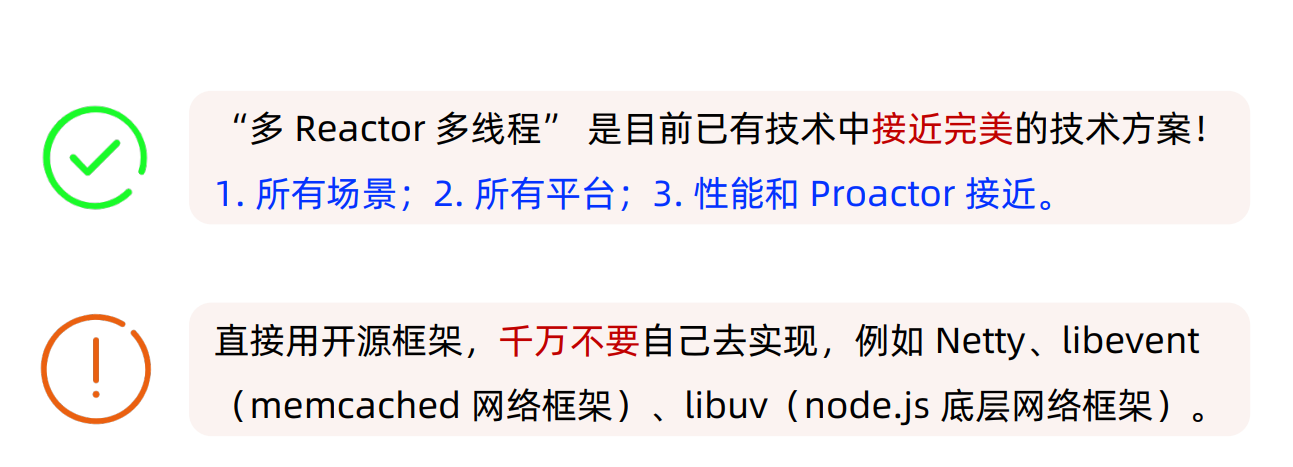 “多 Reactor 多线程” 是目前已有技术中接近完美的技术方案！
1. 所有场景；2. 所有平台；3. 性能和 Proactor 接近。
直接用开源框架，千万不要自己去实现，例如 Netty、libevent
（memcached 网络框架）、libuv（node.js 底层网络框架）。